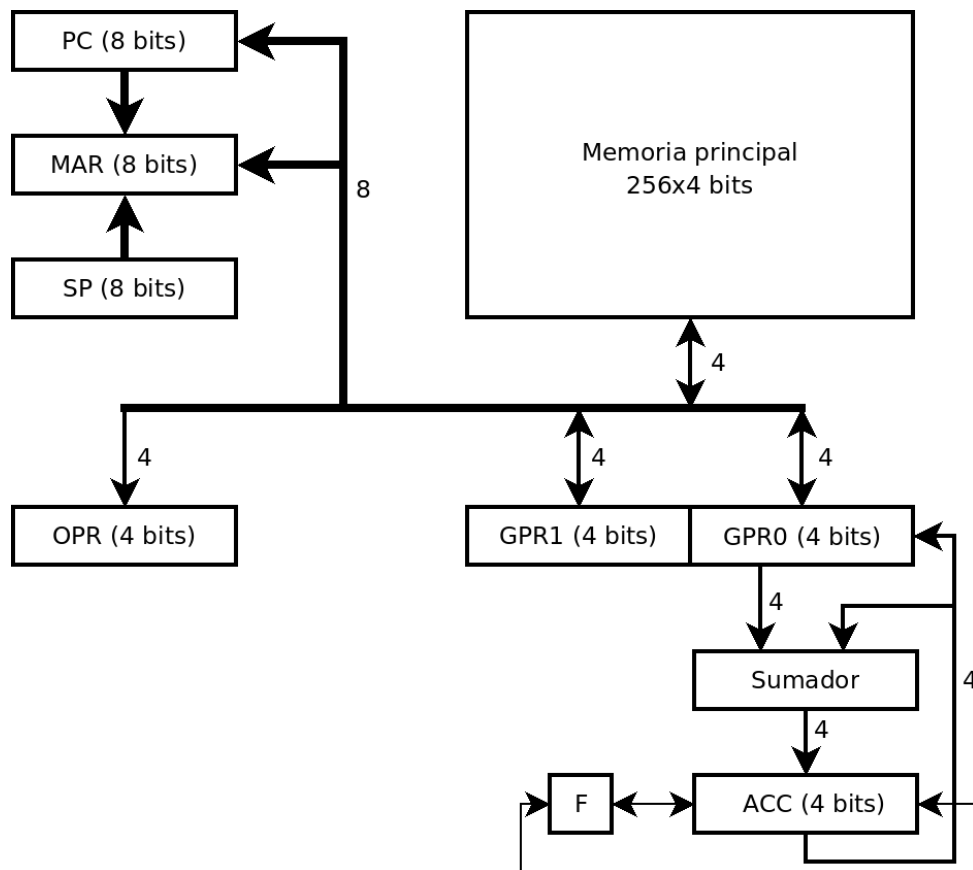 PC (8 bits)
MAR (8 bits)
SP (8 bits)
8
Memoria principal
256x4 bits
4
4
4
4
OPR (4 bits)
GPR1 (4 bits)
GPR0 (4 bits)
4
Sumador
4
4
F
ACC (4 bits)